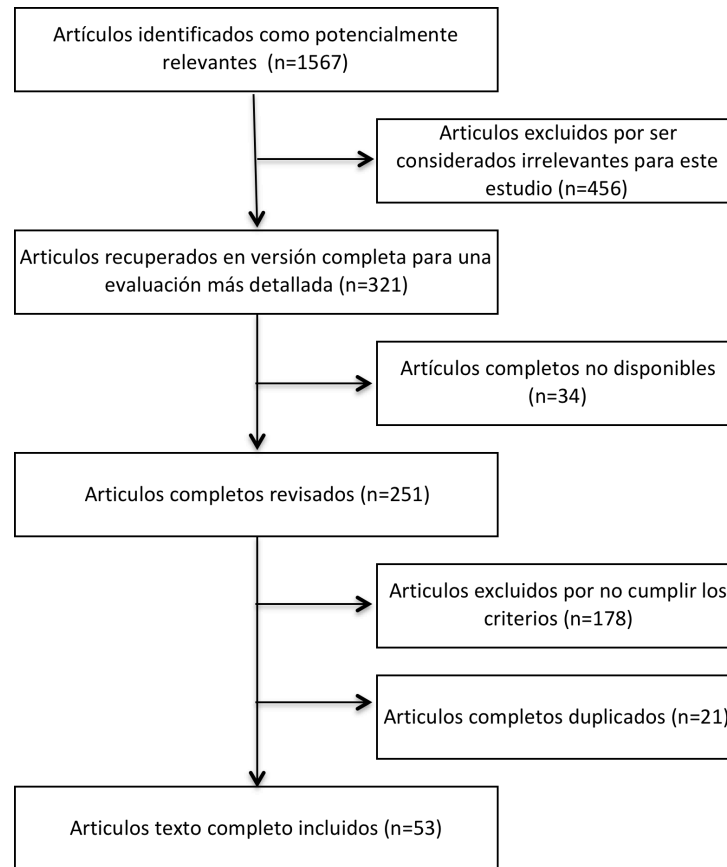 Artículos identificados como potencialmente
relevantes (n=1567)
Articulos excluidos por ser
considerados irrelevantes para este
estudio (n=456)
Articulos recuperados en versión completa para una
evaluación más detallada (n=321)
Artículos completos no disponibles
(n=34)
Articulos completos revisados (n=251)
Articulos excluidos por no cumplir los
criterios (n=178)
Articulos completos duplicados (n=21)
Articulos texto completo incluidos (n=53)